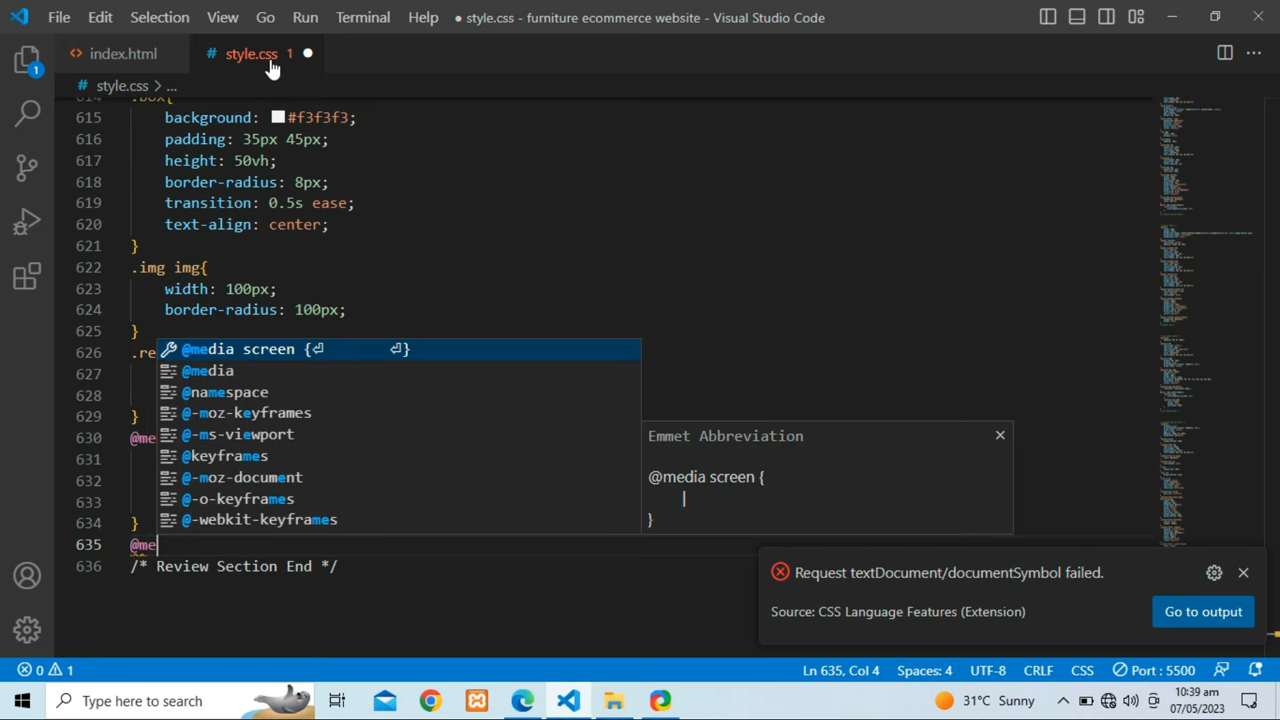 File Edit Selection View Go Run Terminal Help ● style.css - furniture ecommerce website - Visual Studio Code
<> index.html # style.css 1
# style.css > ...
614 .box{
615 background: #f3f3f3;
616 padding: 35px 45px;
617 height: 50vh;
618 border-radius: 8px;
619 transition: 0.5s ease;
620 text-align: center;
621 }
622 .img img{
623 width: 100px;
624 border-radius: 100px;
625 }
626 .re
@media screen {⏎ ⏎}
627
@media
628
@namespace
629 }
@-moz-keyframes
630 @me
@-ms-viewport
631
@keyframes
632
@-moz-document
633
@-o-keyframes
634 }
@-webkit-keyframes
635 @me
636 /* Review Section End */
Emmet Abbreviation
@media screen {
|
}
Request textDocument/documentSymbol failed.
Source: CSS Language Features (Extension) Go to output
1
0 1 Ln 635, Col 4 Spaces: 4 UTF-8 CRLF CSS Port : 5500
Type here to search 31°C Sunny 10:39 am
07/05/2023